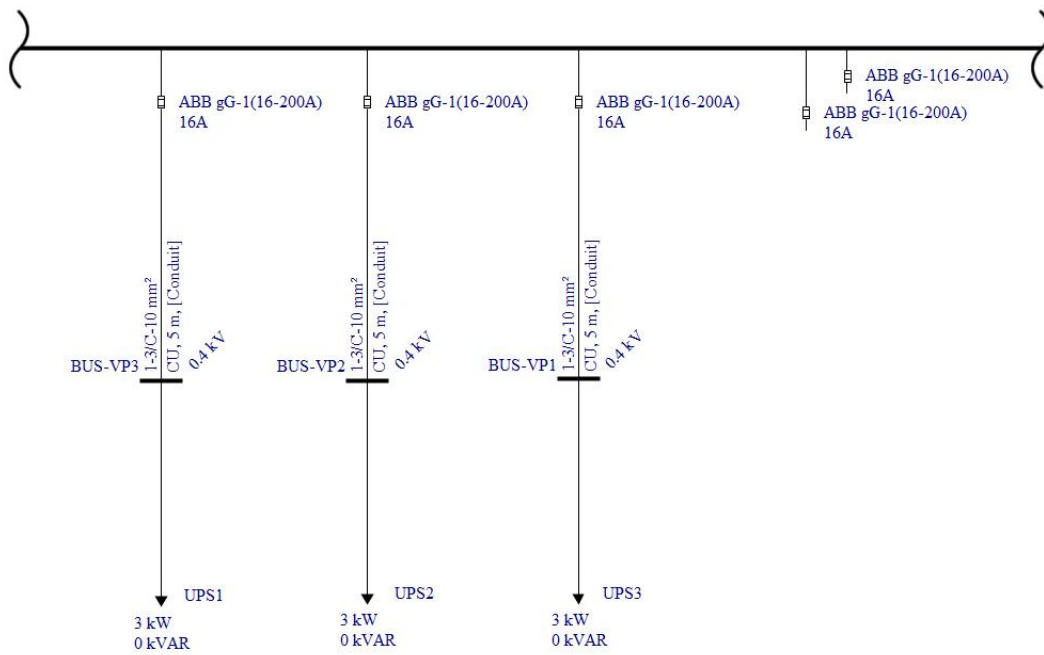 ABB gG-1(16-200A)
16A
ABB gG-1(16-200A)
16A
ABB gG-1(16-200A)
16A
ABB gG-1(16-200A)
16A
ABB gG-1(16-200A)
16A
BUS-VP3
1-3/C-10 mm²
CU, 5 m, [Conduit]
0.4 kV
BUS-VP2
1-3/C-10 mm²
CU, 5 m, [Conduit]
0.4 kV
BUS-VP1
1-3/C-10 mm²
CU, 5 m, [Conduit]
0.4 kV
UPS1
3 kW
0 kVAR
UPS2
3 kW
0 kVAR
UPS3
3 kW
0 kVAR